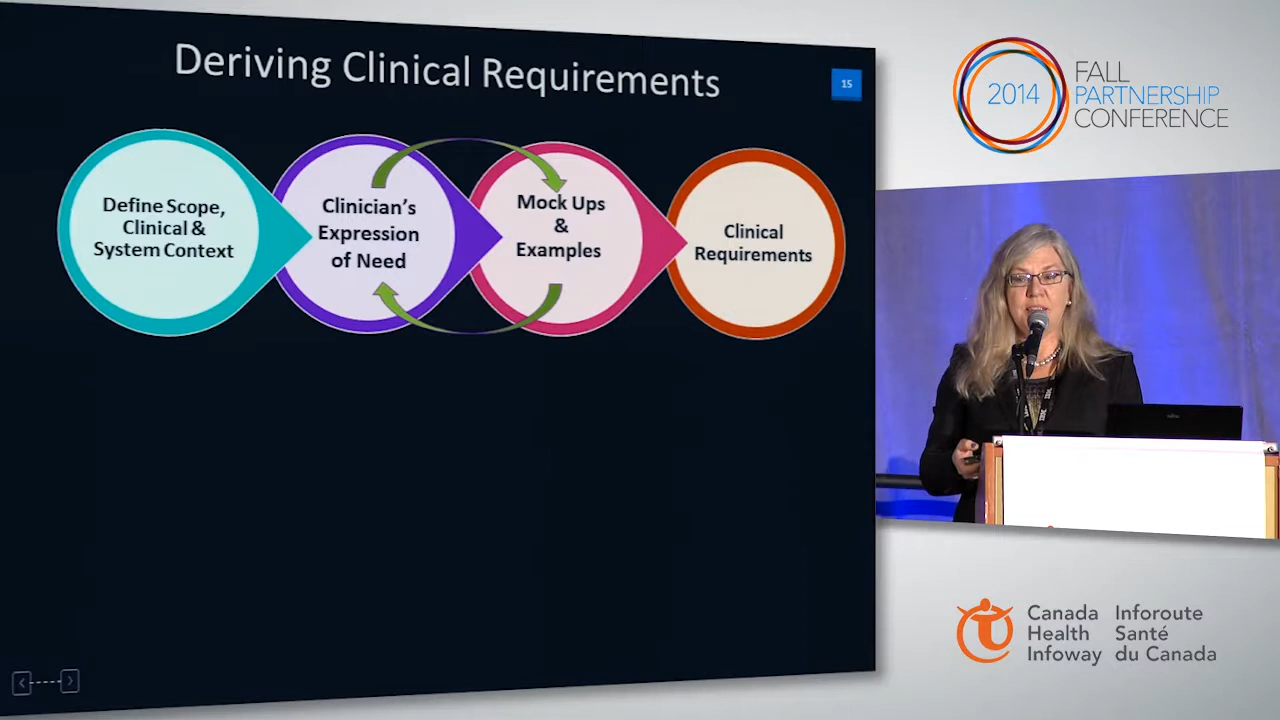 Deriving Clinical Requirements
15
Define Scope,
Clinical &
System Context
Clinician's
Expression
of Need
Mock Ups
&
Examples
Clinical
Requirements
2014
FALL
PARTNERSHIP
CONFERENCE
IBM
Canada
Health
Infoway
Inforoute
Santé
du Canada